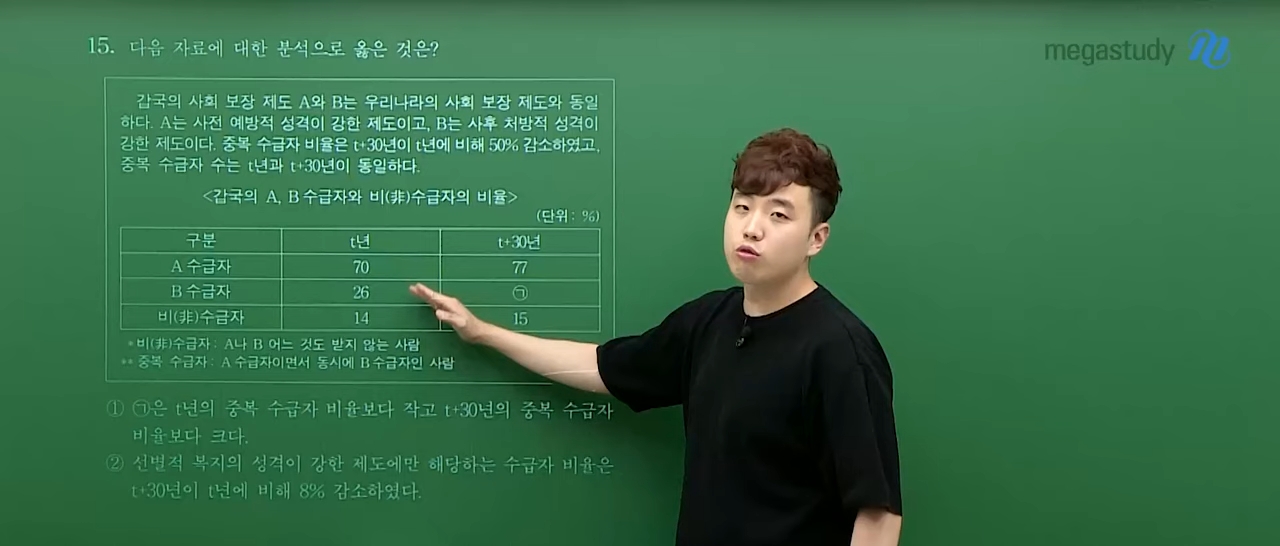 15. 다음 자료에 대한 분석으로 옳은 것은?
megastudy
갑국의 사회 보장 제도 A와 B는 우리나라의 사회 보장 제도와 동일
하다. A는 사전 예방적 성격이 강한 제도이고, B는 사후 처방적 성격이
강한 제도이다. 중복 수급자 비율은 t+30년이 t년에 비해 50% 감소하였고,
중복 수급자 수는 t년과 t+30년이 동일하다.
<갑국의 A, B 수급자와 비(非)수급자의 비율>
(단위: %)
구분 t년 t+30년
A 수급자 70 77
B 수급자 26 ㉠
비(非)수급자 14 15
* 비(非)수급자: A나 B 어느 것도 받지 않는 사람
** 중복 수급자: A 수급자이면서 동시에 B 수급자인 사람
① ㉠은 t년의 중복 수급자 비율보다 작고 t+30년의 중복 수급자
비율보다 크다.
② 선별적 복지의 성격이 강한 제도에만 해당하는 수급자 비율은
t+30년이 t년에 비해 8% 감소하였다.